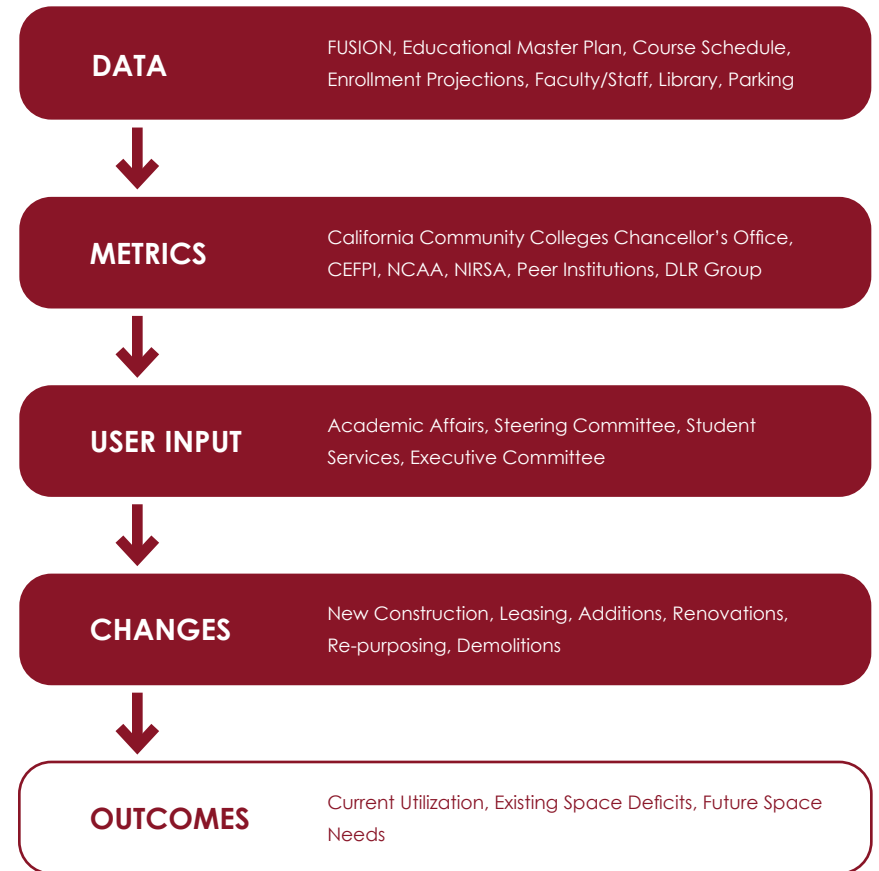 DATA
FUSION, Educational Master Plan, Course Schedule,
Enrollment Projections, Faculty/Staff, Library, Parking
METRICS
California Community Colleges Chancellor’s Office,
CEFPI, NCAA, NIRSA, Peer Institutions, DLR Group
USER INPUT
Academic Affairs, Steering Committee, Student
Services, Executive Committee
CHANGES
New Construction, Leasing, Additions, Renovations,
Re-purposing, Demolitions
OUTCOMES
Current Utilization, Existing Space Deficits, Future Space
Needs